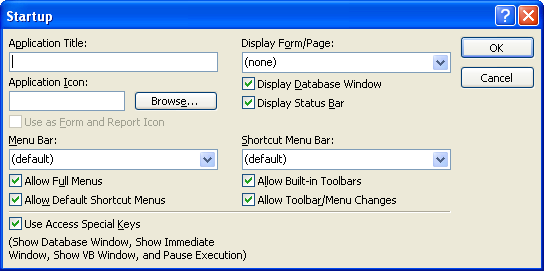 Startup
Application Title:
Display Form/Page:
OK
(none)
Application Icon:
Display Database Window
Cancel
Browse...
Display Status Bar
Use as Form and Report Icon
Menu Bar:
Shortcut Menu Bar:
(default)
(default)
Allow Full Menus
Allow Built-in Toolbars
Allow Default Shortcut Menus
Allow Toolbar/Menu Changes
Use Access Special Keys
(Show Database Window, Show Immediate
Window, Show VB Window, and Pause Execution)